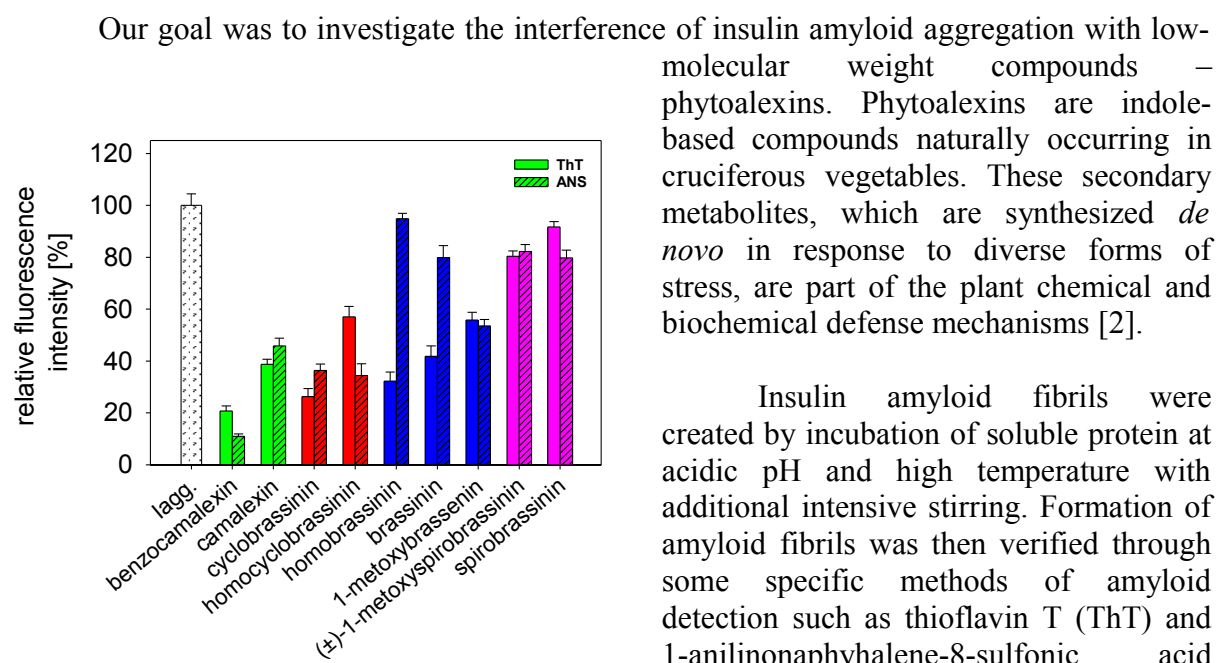 Our goal was to investigate the interference of insulin amyloid aggregation with low-
molecular weight compounds –
phytoalexins. Phytoalexins are indole-
based compounds naturally occurring in
cruciferous vegetables. These secondary
metabolites, which are synthesized de
novo in response to diverse forms of
stress, are part of the plant chemical and
biochemical defense mechanisms [2].
Insulin amyloid fibrils were
created by incubation of soluble protein at
acidic pH and high temperature with
additional intensive stirring. Formation of
amyloid fibrils was then verified through
some specific methods of amyloid
detection such as thioflavin T (ThT) and
1-anilinonaphyhalene-8-sulfonic acid
relative fluorescence
intensity [%]
120
100
80
60
40
20
0
ThT
ANS
Iagg.
benzocamalexin
camalexin
cyclobrassinin
homocyclobrassinin
homobrassinin
brassinin
1-metoxybrassenin
(±)-1-metoxyspirobrassinin
spirobrassinin